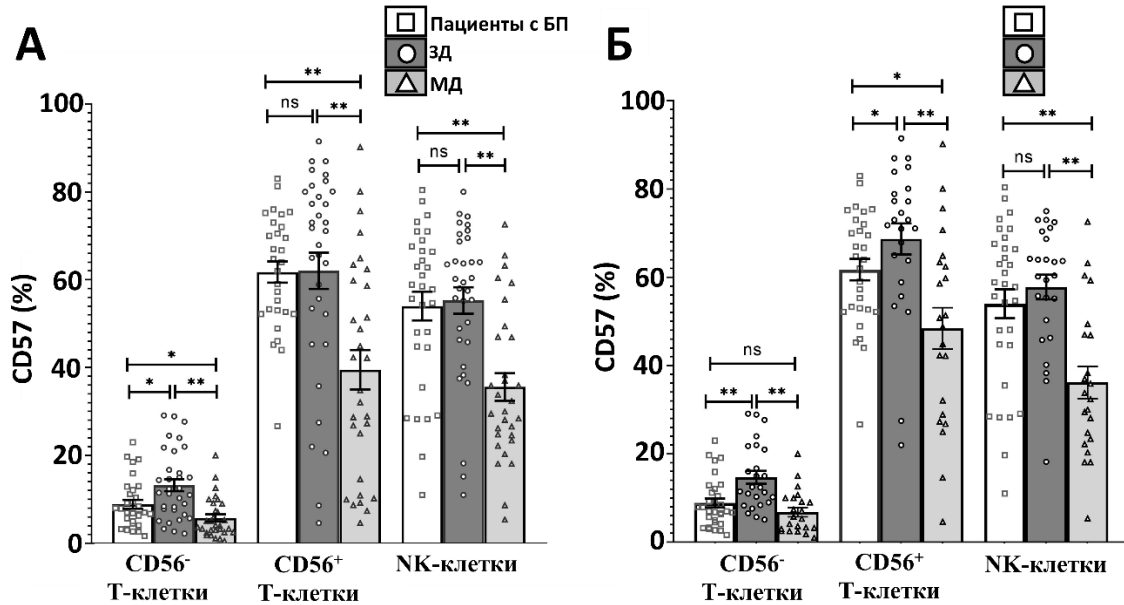 А
Пациенты с БП
ЗД
МД
CD57 (%)
100
80
60
40
20
0
*
*
**
**
ns
**
**
ns
**
CD56⁻
Т-клетки
CD56⁺
Т-клетки
NK-клетки
Б
CD57 (%)
100
80
60
40
20
0
ns
**
**
*
*
**
**
ns
**
CD56⁻
Т-клетки
CD56⁺
Т-клетки
NK-клетки